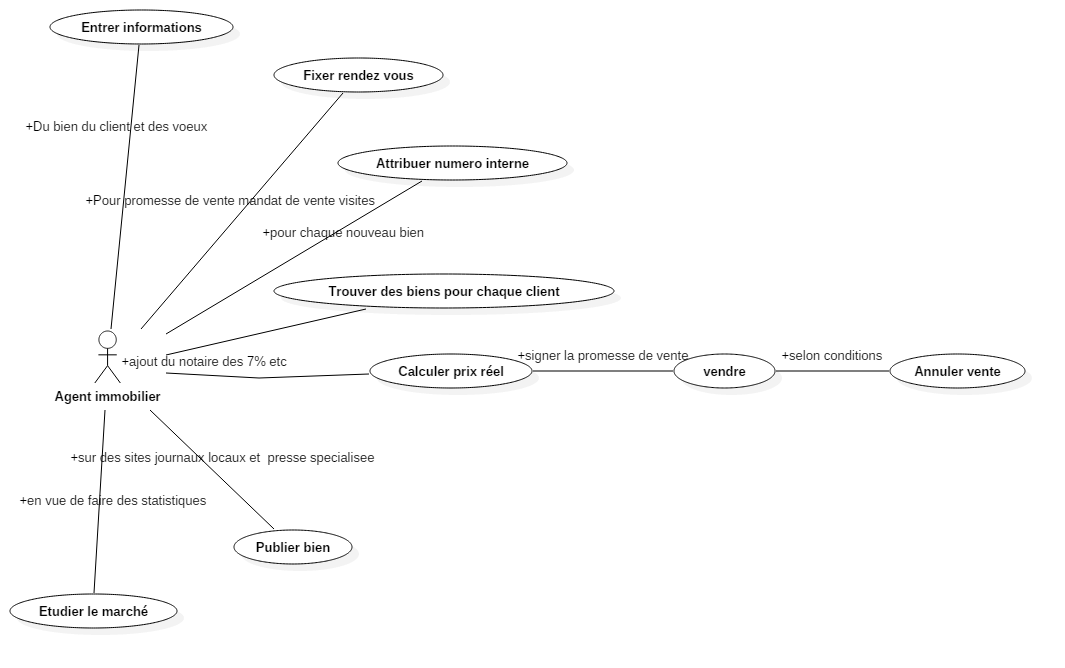 Entrer informations
Fixer rendez vous
+Du bien du client et des voeux
Attribuer numero interne
+Pour promesse de vente mandat de vente visites
+pour chaque nouveau bien
Trouver des biens pour chaque client
+ajout du notaire des 7% etc
Calculer prix réel
+signer la promesse de vente
vendre
+selon conditions
Annuler vente
Agent immobilier
+sur des sites journaux locaux et  presse specialisee
+en vue de faire des statistiques
Publier bien
Etudier le marché